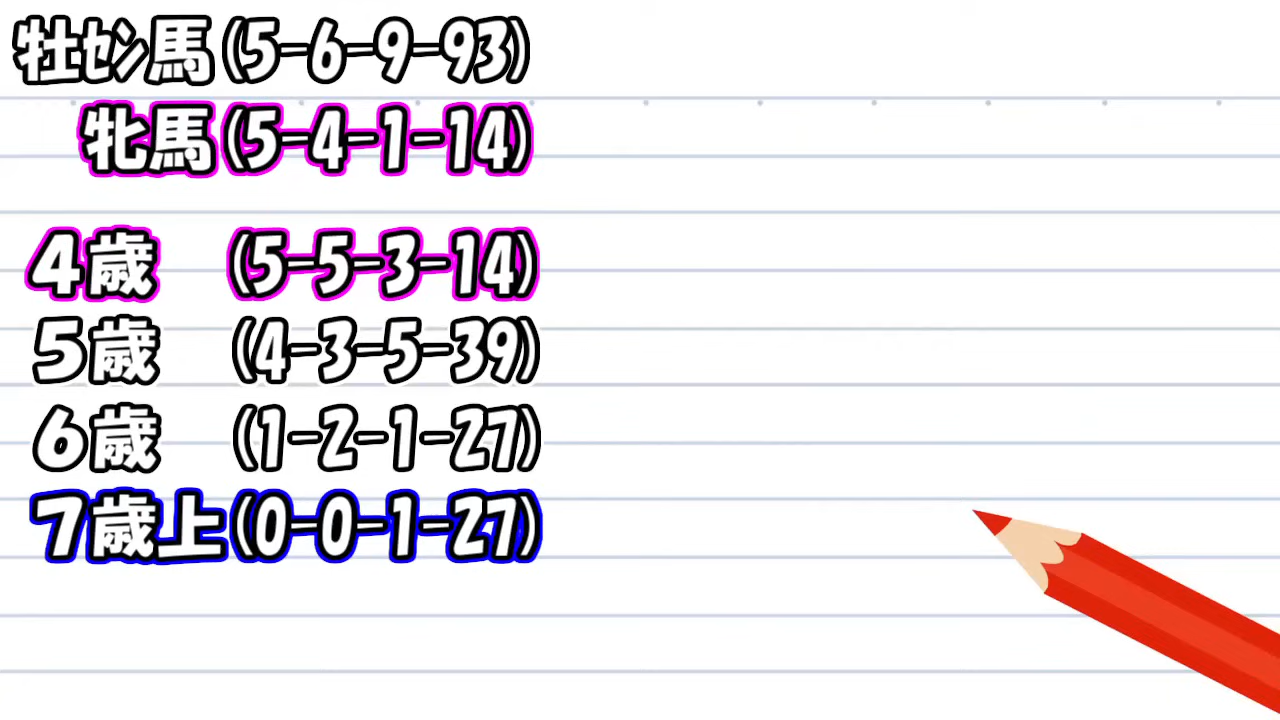 牡ｾﾝ馬(5-6-9-93)
牝馬(5-4-1-14)
４歳　(5-5-3-14)
５歳　(4-3-5-39)
６歳　(1-2-1-27)
７歳上(0-0-1-27)